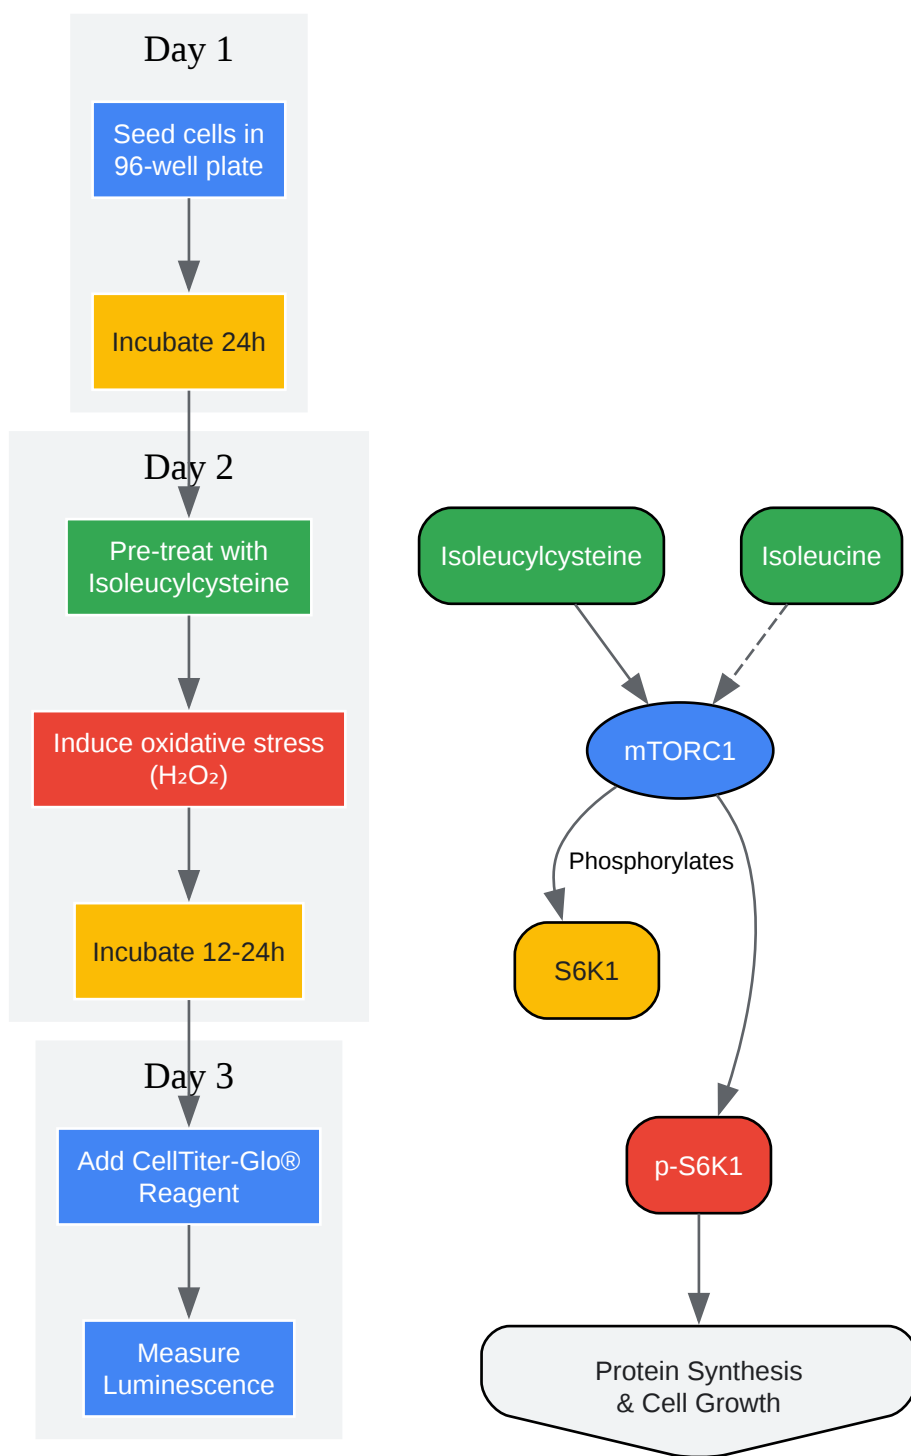 Day 1
Seed cells in
96-well plate
Incubate 24h
Day 2
Pre-treat with
Isoleucylcysteine
Induce oxidative stress
(H₂O₂)
Incubate 12-24h
Day 3
Add CellTiter-Glo®
Reagent
Measure
Luminescence
Isoleucylcysteine
Isoleucine
mTORC1
Phosphorylates
S6K1
p-S6K1
Protein Synthesis
& Cell Growth